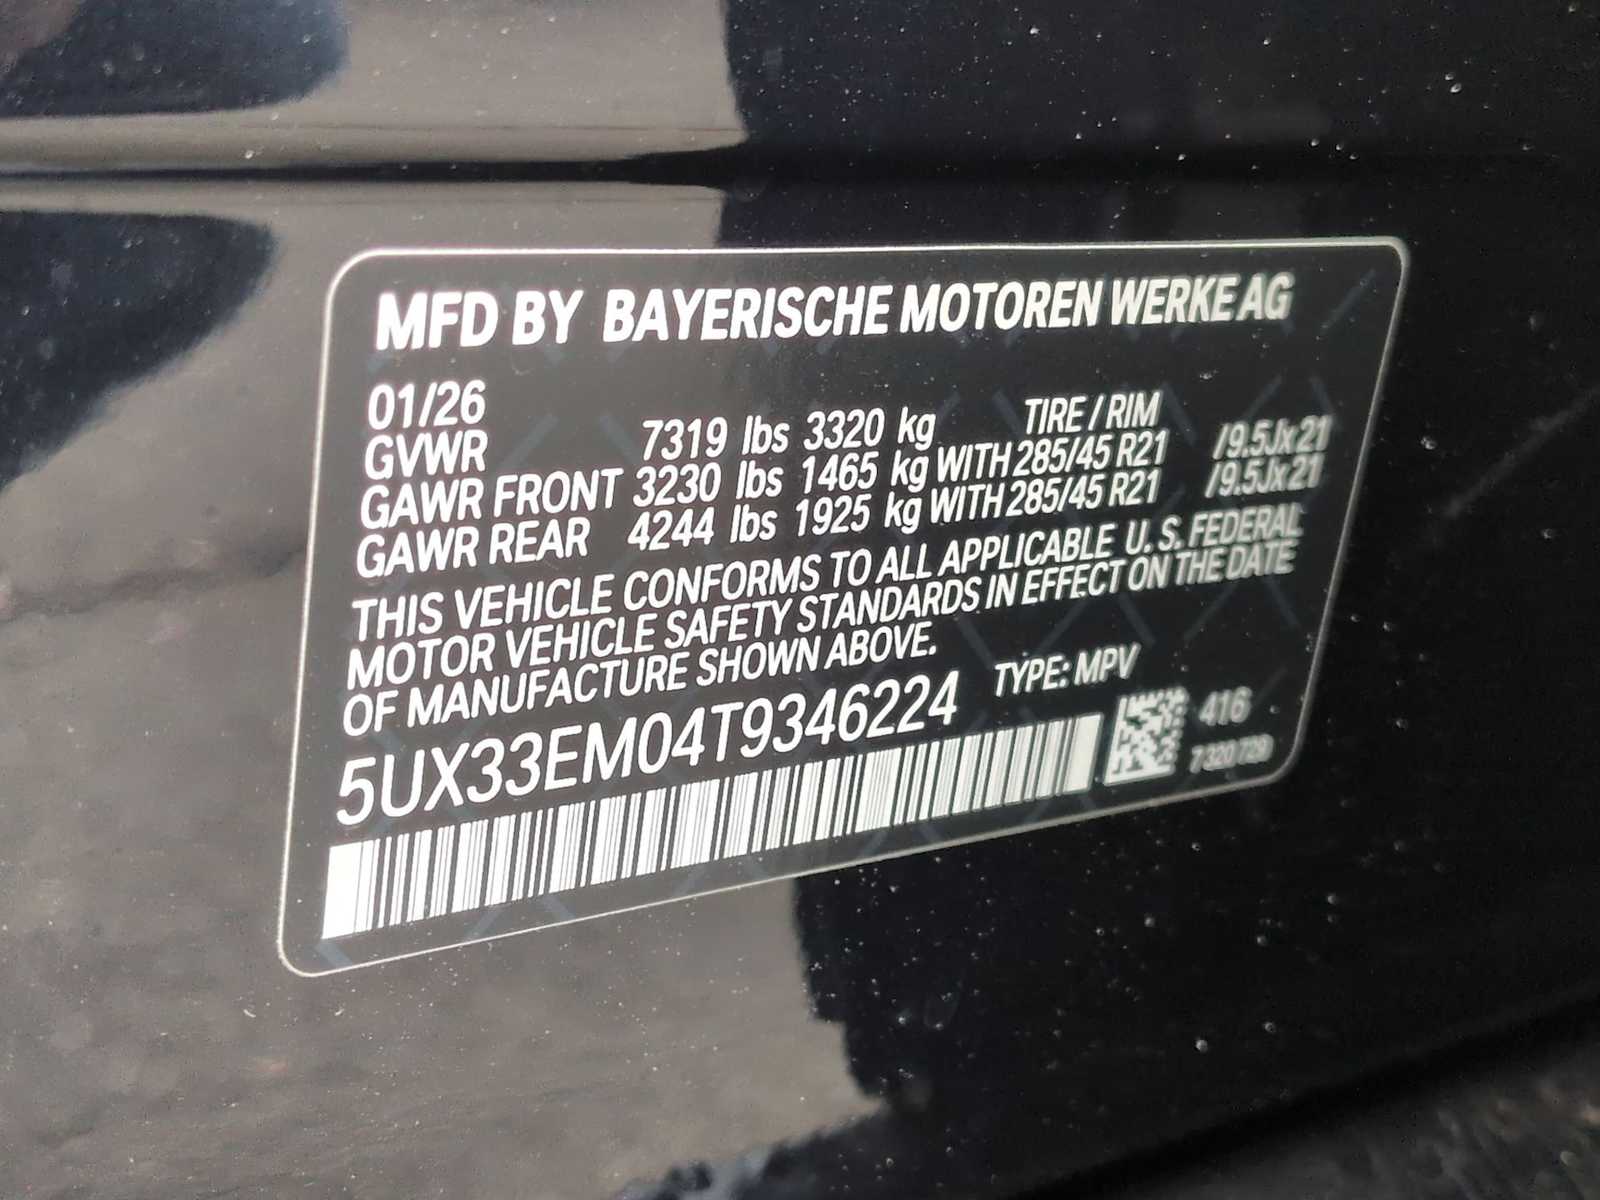 MFD BY BAYERISCHE MOTOREN WERKE AG
01/26 TIRE / RIM
GVWR 7319 lbs 3320 kg
GAWR FRONT 3230 lbs 1465 kg WITH 285/45 R21 /9.5Jx21
GAWR REAR 4244 lbs 1925 kg WITH 285/45 R21 /9.5Jx21
THIS VEHICLE CONFORMS TO ALL APPLICABLE U.S. FEDERAL
MOTOR VEHICLE SAFETY STANDARDS IN EFFECT ON THE DATE
OF MANUFACTURE SHOWN ABOVE.
5UX33EM04T9346224 TYPE: MPV
416